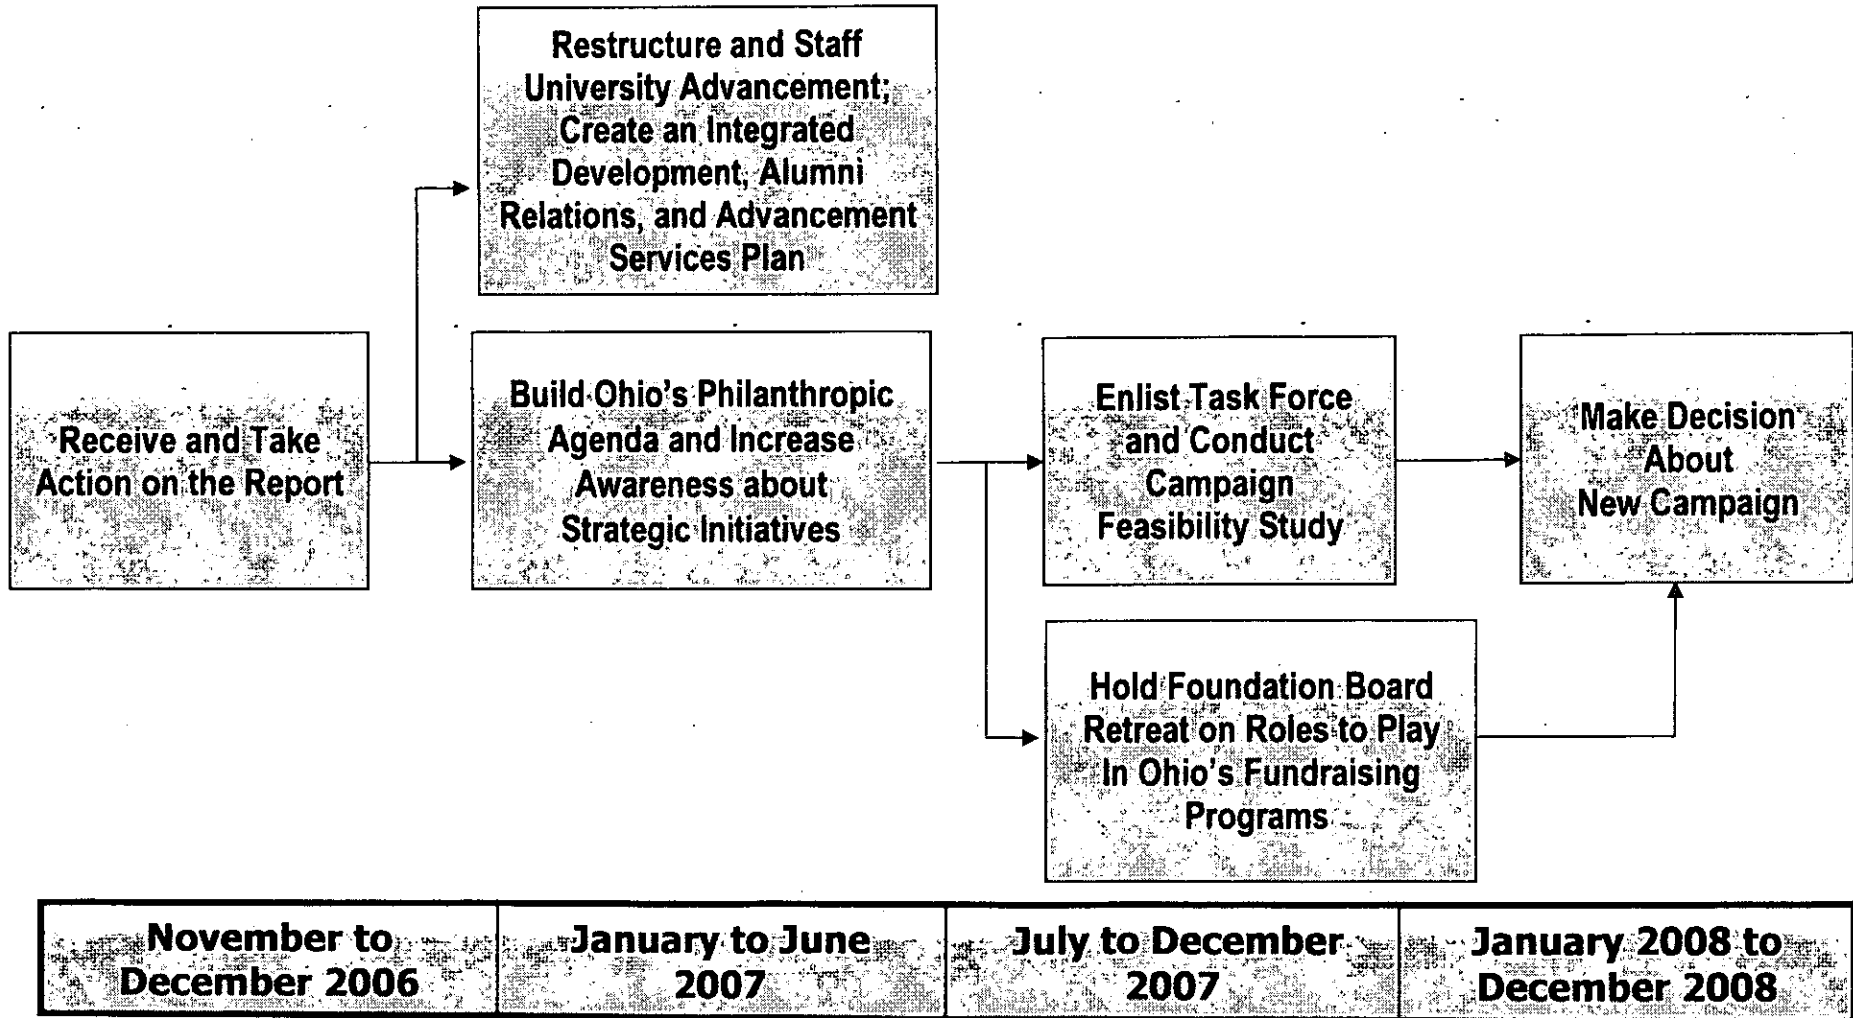 Restructure and Staff
University Advancement;
Create an Integrated
Development, Alumni
Relations, and Advancement
Services Plan
Receive and Take
Action on the Report
Build Ohio's Philanthropic
Agenda and Increase
Awareness about
Strategic Initiatives
Enlist Task Force
and Conduct
Campaign
Feasibility Study
Make Decision
About
New Campaign
Hold Foundation Board
Retreat on Roles to Play
In Ohio's Fundraising
Programs
November to
December 2006
January to June
2007
July to December
2007
January 2008 to
December 2008